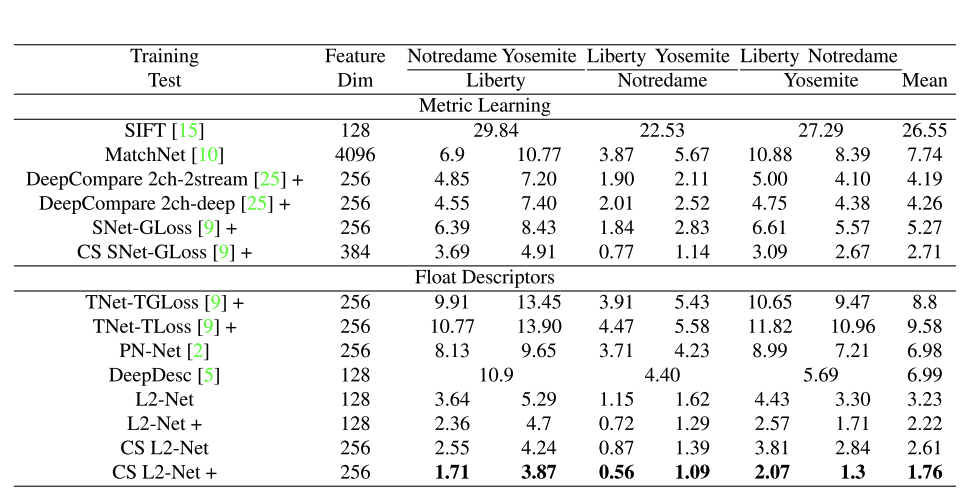 Training Feature Notredame Yosemite Liberty Yosemite Liberty Notredame
Test Dim Liberty Notredame Yosemite Mean
Metric Learning
SIFT [15] 128 29.84 22.53 27.29 26.55
MatchNet [10] 4096 6.9 10.77 3.87 5.67 10.88 8.39 7.74
DeepCompare 2ch-2stream [25] + 256 4.85 7.20 1.90 2.11 5.00 4.10 4.19
DeepCompare 2ch-deep [25] + 256 4.55 7.40 2.01 2.52 4.75 4.38 4.26
SNet-GLoss [9] + 256 6.39 8.43 1.84 2.83 6.61 5.57 5.27
CS SNet-GLoss [9] + 384 3.69 4.91 0.77 1.14 3.09 2.67 2.71
Float Descriptors
TNet-TGLoss [9] + 256 9.91 13.45 3.91 5.43 10.65 9.47 8.8
TNet-TLoss [9] + 256 10.77 13.90 4.47 5.58 11.82 10.96 9.58
PN-Net [2] 256 8.13 9.65 3.71 4.23 8.99 7.21 6.98
DeepDesc [5] 128 10.9 4.40 5.69 6.99
L2-Net 128 3.64 5.29 1.15 1.62 4.43 3.30 3.23
L2-Net + 128 2.36 4.7 0.72 1.29 2.57 1.71 2.22
CS L2-Net 256 2.55 4.24 0.87 1.39 3.81 2.84 2.61
CS L2-Net + 256 1.71 3.87 0.56 1.09 2.07 1.3 1.76